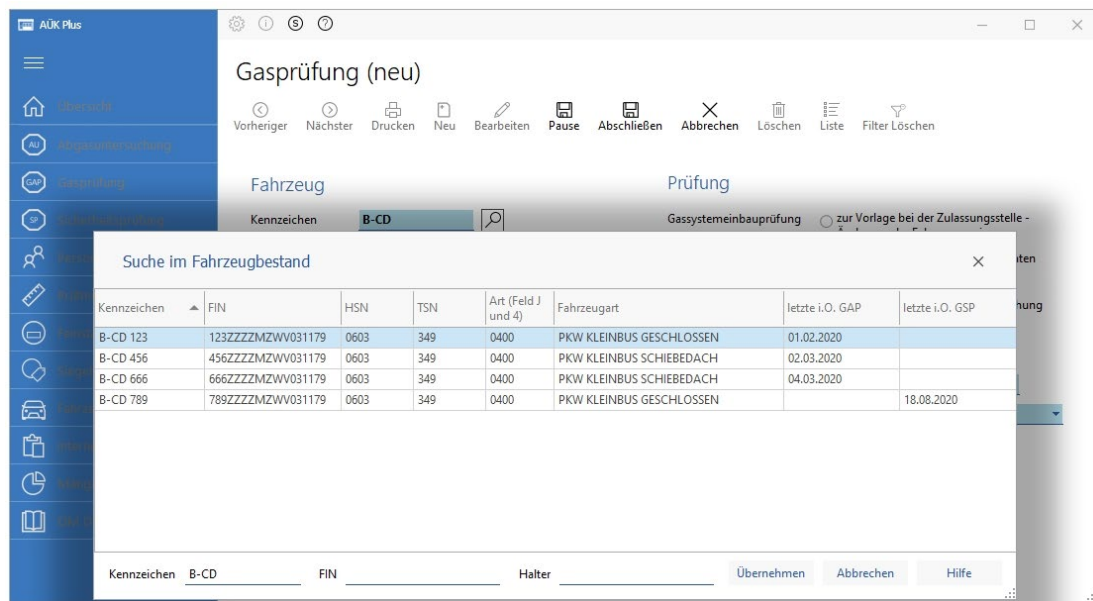 AÜK Plus
Gasprüfung (neu)
Vorheriger Nächster Drucken Neu Bearbeiten Pause Abschließen Abbrechen Löschen Liste Filter Löschen
Übersicht
Abgasuntersuchung
Gasprüfung
Fahrzeug Prüfung
Kennzeichen B-CD Gassystemeinbauprüfung zur Vorlage bei der Zulassungsstelle -
Suche im Fahrzeugbestand
Kennzeichen FIN HSN TSN Art (Feld J und 4) Fahrzeugart letzte i.O. GAP letzte i.O. GSP
B-CD 123 123ZZZZMZWV031179 0603 349 0400 PKW KLEINBUS GESCHLOSSEN 01.02.2020
B-CD 456 456ZZZZMZWV031179 0603 349 0400 PKW KLEINBUS SCHIEBEDACH 02.03.2020
B-CD 666 666ZZZZMZWV031179 0603 349 0400 PKW KLEINBUS SCHIEBEDACH 04.03.2020
B-CD 789 789ZZZZMZWV031179 0603 349 0400 PKW KLEINBUS GESCHLOSSEN 18.08.2020
Kennzeichen B-CD FIN Halter Übernehmen Abbrechen Hilfe